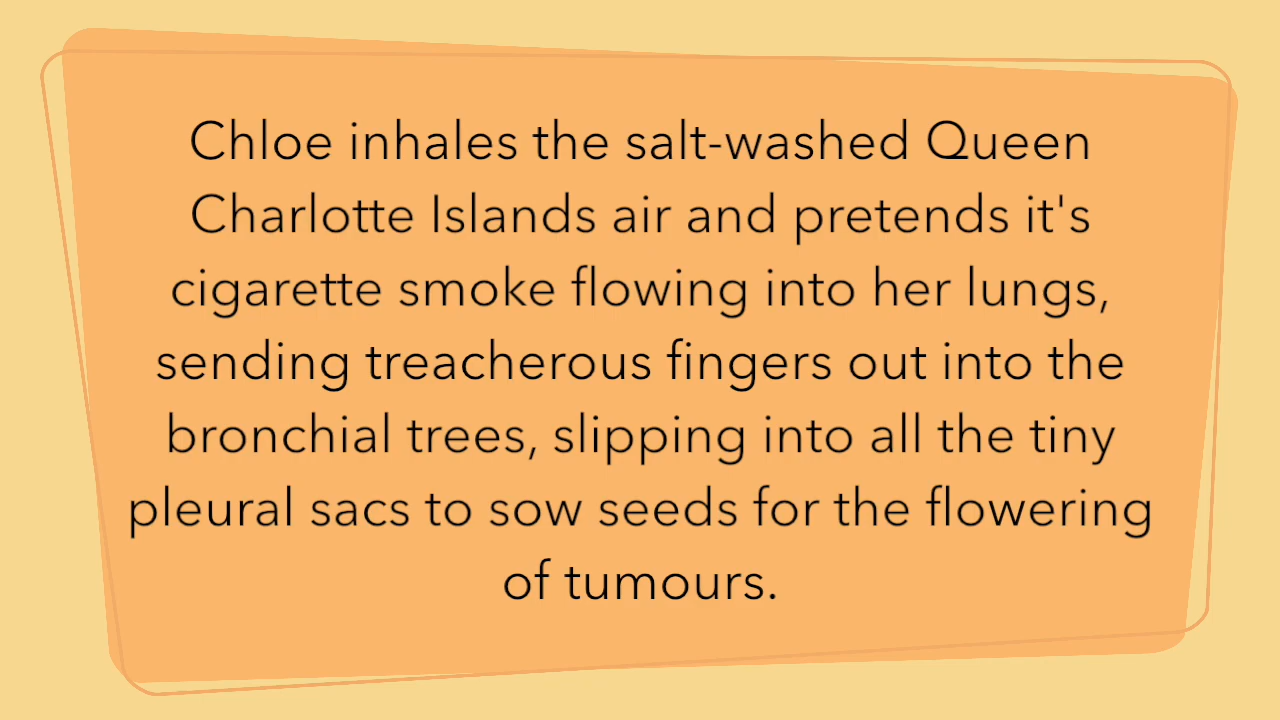 Chloe inhales the salt-washed Queen
Charlotte Islands air and pretends it's
cigarette smoke flowing into her lungs,
sending treacherous fingers out into the
bronchial trees, slipping into all the tiny
pleural sacs to sow seeds for the flowering
of tumours.